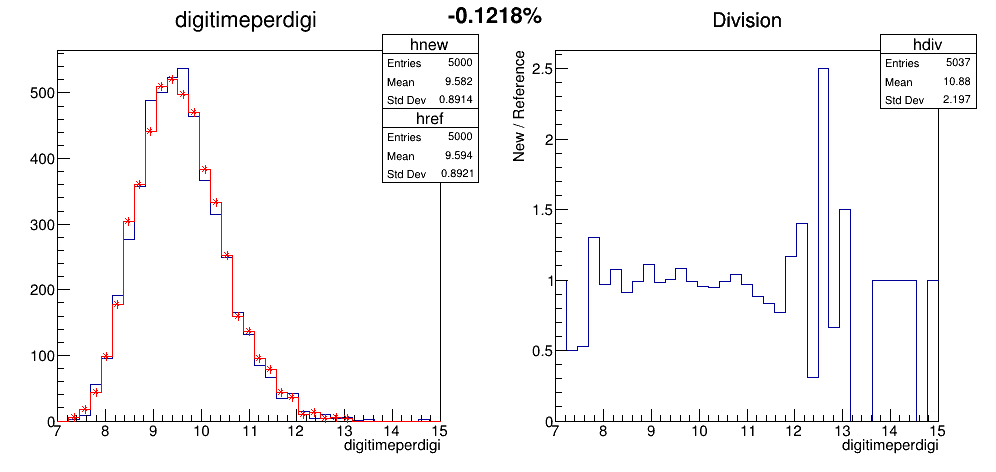 digitimeperdigi
-0.1218%
Division
hnew
Entries 5000
Mean 9.582
Std Dev 0.8914
href
Entries 5000
Mean 9.594
Std Dev 0.8921
500
400
300
200
100
0
7 8 9 10 11 12 13 14 15
digitimeperdigi
hdiv
Entries 5037
Mean 10.88
Std Dev 2.197
New / Reference
2.5
2
1.5
1
0.5
0
7 8 9 10 11 12 13 14 15
digitimeperdigi